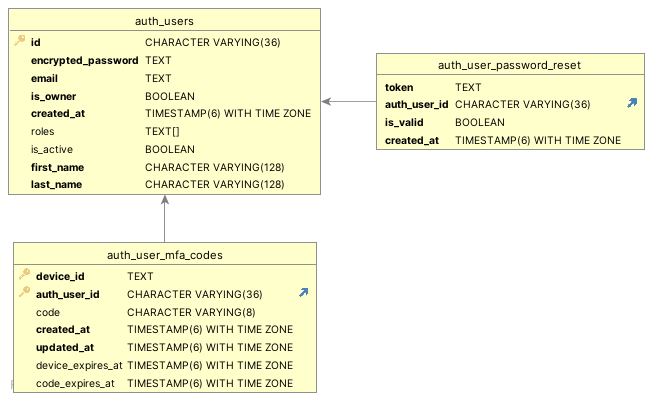 auth_users
id CHARACTER VARYING(36)
encrypted_password TEXT
email TEXT
is_owner BOOLEAN
created_at TIMESTAMP(6) WITH TIME ZONE
roles TEXT[]
is_active BOOLEAN
first_name CHARACTER VARYING(128)
last_name CHARACTER VARYING(128)
auth_user_password_reset
token TEXT
auth_user_id CHARACTER VARYING(36)
is_valid BOOLEAN
created_at TIMESTAMP(6) WITH TIME ZONE
auth_user_mfa_codes
device_id TEXT
auth_user_id CHARACTER VARYING(36)
code CHARACTER VARYING(8)
created_at TIMESTAMP(6) WITH TIME ZONE
updated_at TIMESTAMP(6) WITH TIME ZONE
device_expires_at TIMESTAMP(6) WITH TIME ZONE
code_expires_at TIMESTAMP(6) WITH TIME ZONE